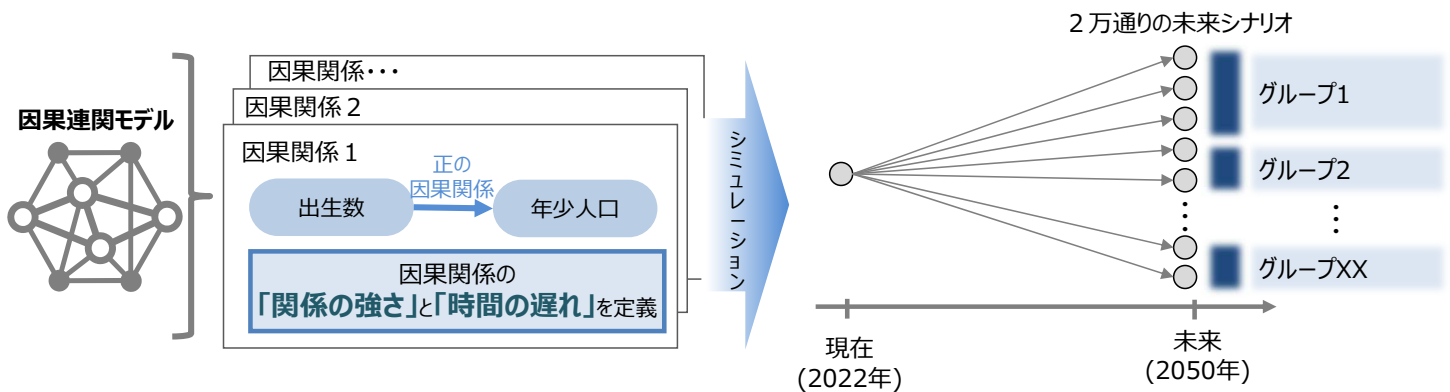 因果連関モデル
因果関係・・・
因果関係２
因果関係１
正の
因果関係
出生数
年少人口
因果関係の
「関係の強さ」と「時間の遅れ」を定義
シミュレーション
２万通りの未来シナリオ
グループ1
グループ2
⋮
⋮
グループXX
現在
(2022年)
未来
(2050年)